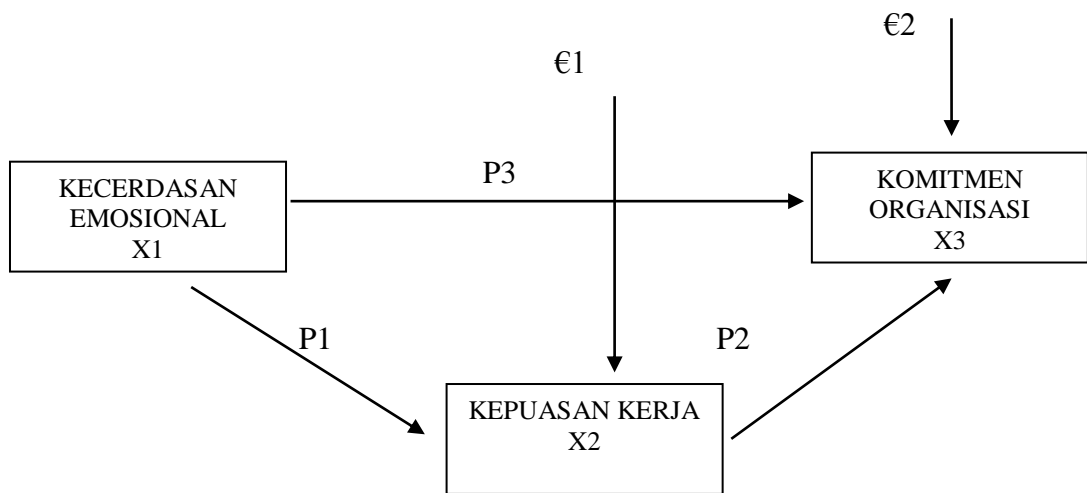 €2
€1
KECERDASAN
EMOSIONAL
X1
P3
KOMITMEN
ORGANISASI
X3
P1
P2
KEPUASAN KERJA
X2